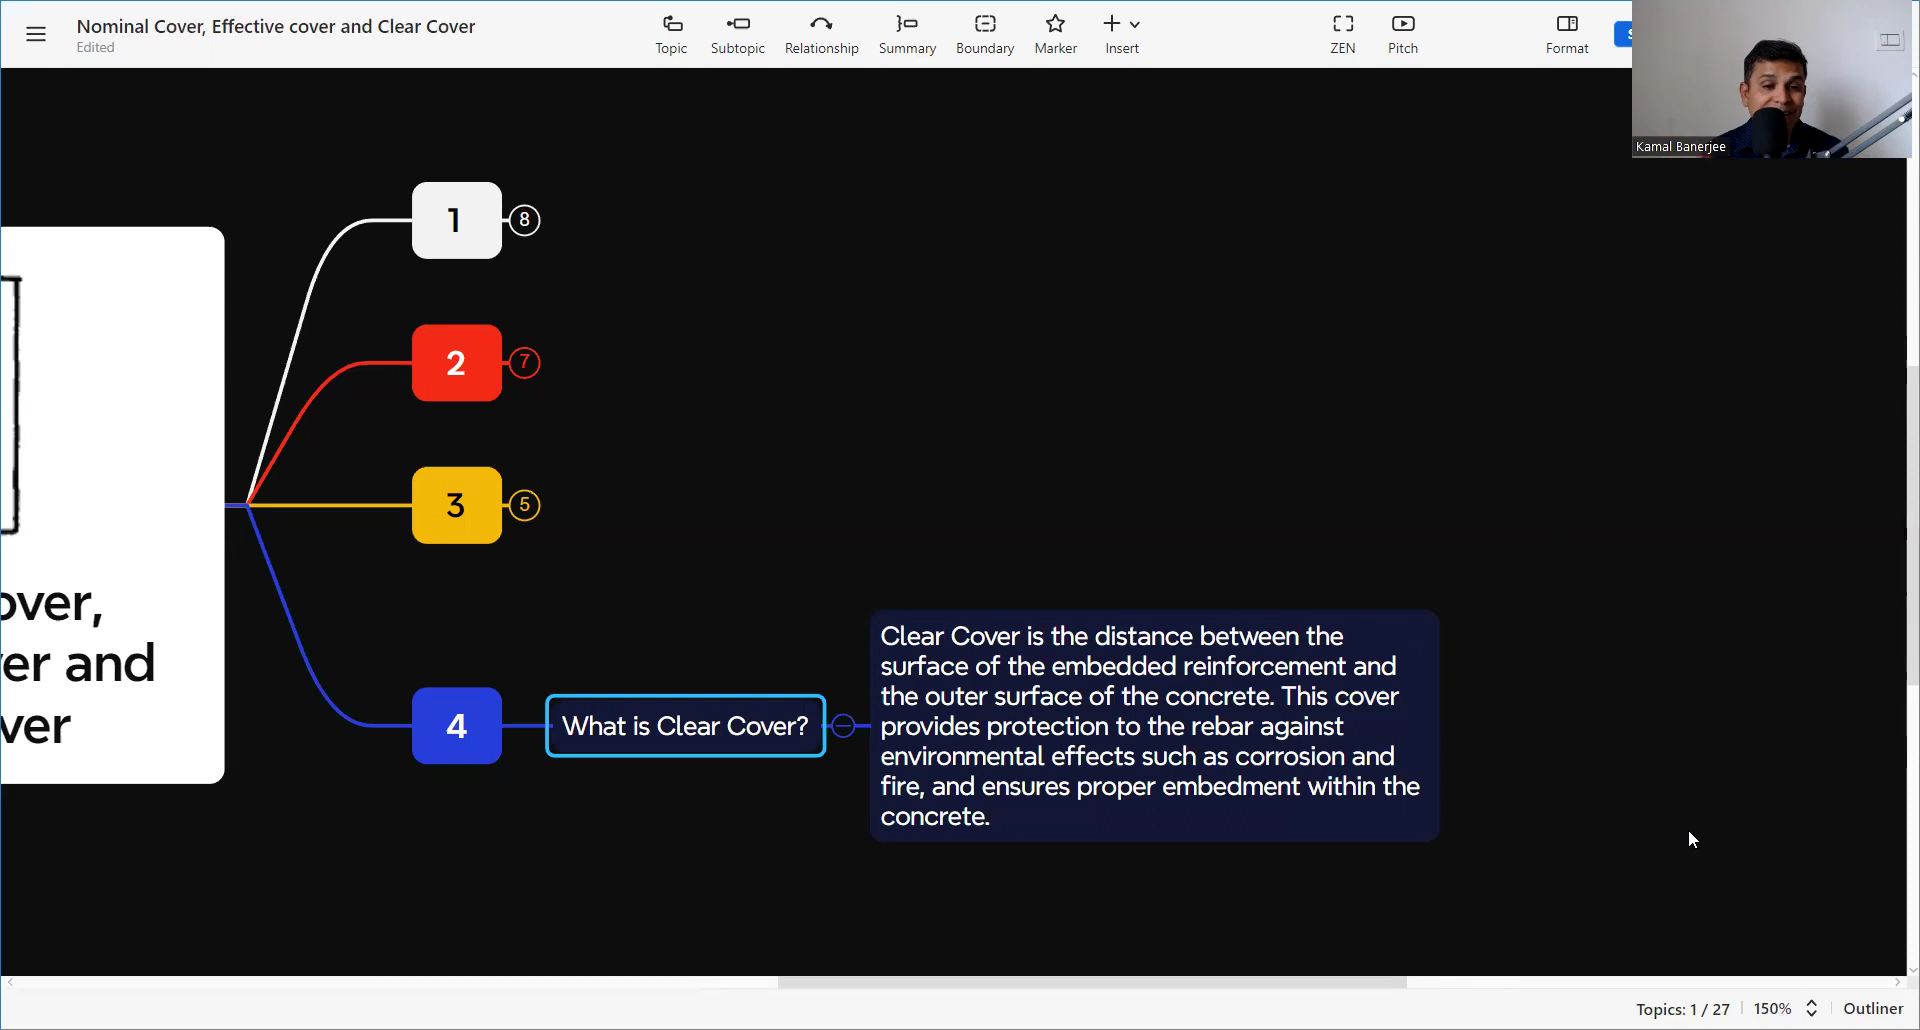 Nominal Cover, Effective cover and Clear Cover
Edited
Topic
Subtopic
Relationship
Summary
Boundary
Marker
Insert
ZEN
Pitch
Format
Kamal Banerjee
1
8
2
7
3
5
over,
er and
ver
4
What is Clear Cover?
Clear Cover is the distance between the
surface of the embedded reinforcement and
the outer surface of the concrete. This cover
provides protection to the rebar against
environmental effects such as corrosion and
fire, and ensures proper embedment within the
concrete.
Topics: 1 / 27
150%
Outliner